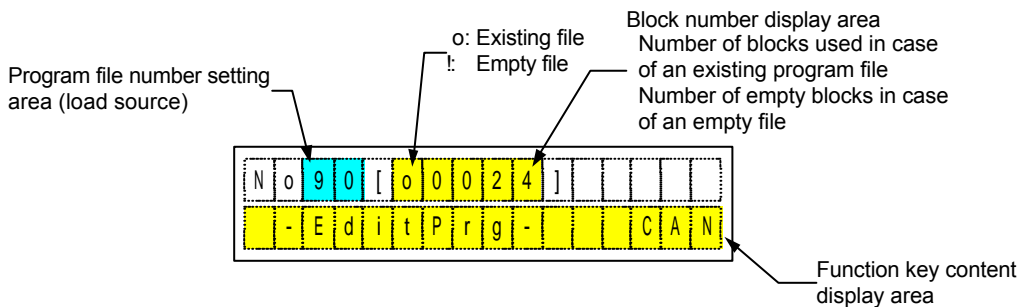 Block number display area
o: Existing file
!: Empty file
Number of blocks used in case
of an existing program file
Number of empty blocks in case
of an empty file
Program file number setting
area (load source)
No90[o0024]
-EditPrg- CAN
Function key content
display area